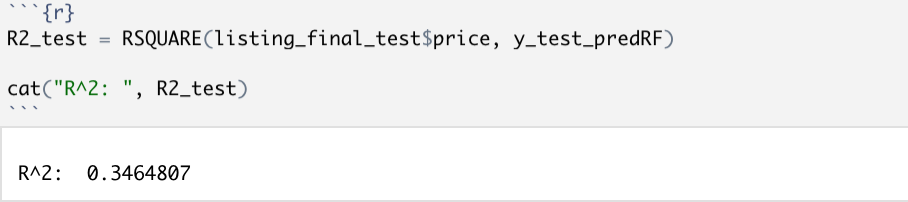 ```{r}
R2_test = RSQUARE(listing_final_test$price, y_test_predRF)
cat("R^2: ", R2_test)
```
R^2:  0.3464807